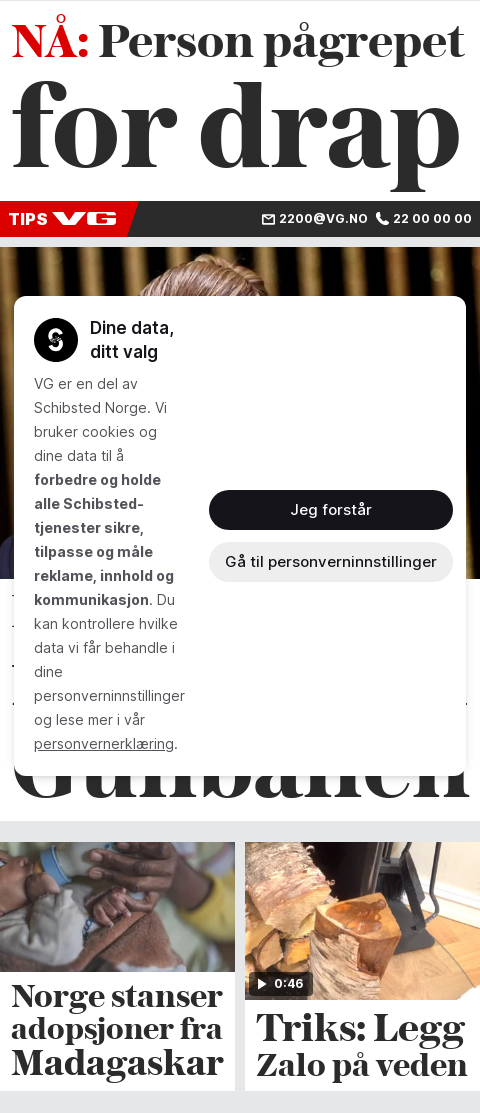 NÅ: Person pågrepet
for drap
TIPS VG
2200@VG.NO 22 00 00 00
Dine data,
ditt valg
VG er en del av
Schibsted Norge. Vi
bruker cookies og
dine data til å
forbedre og holde
alle Schibsted-
tjenester sikre,
tilpasse og måle
reklame, innhold og
kommunikasjon. Du
kan kontrollere hvilke
data vi får behandle i
dine
personverninnstillinger
og lese mer i vår
personvernerklæring.
Jeg forstår
Gå til personverninnstillinger
Gullballen
Norge stanser
adopsjoner fra
Madagaskar
0:46
Triks: Legg
Zalo på veden